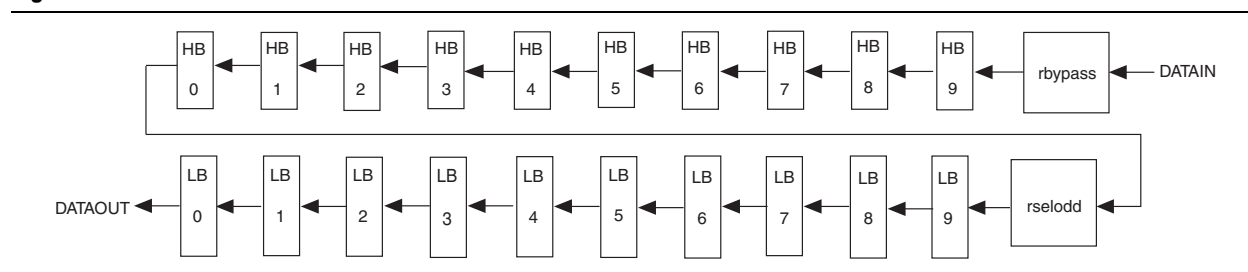 HB HB HB HB HB HB HB HB HB HB
0 1 2 3 4 5 6 7 8 9 rbypass DATAIN
LB LB LB LB LB LB LB LB LB LB
DATAOUT 0 1 2 3 4 5 6 7 8 9 rselodd